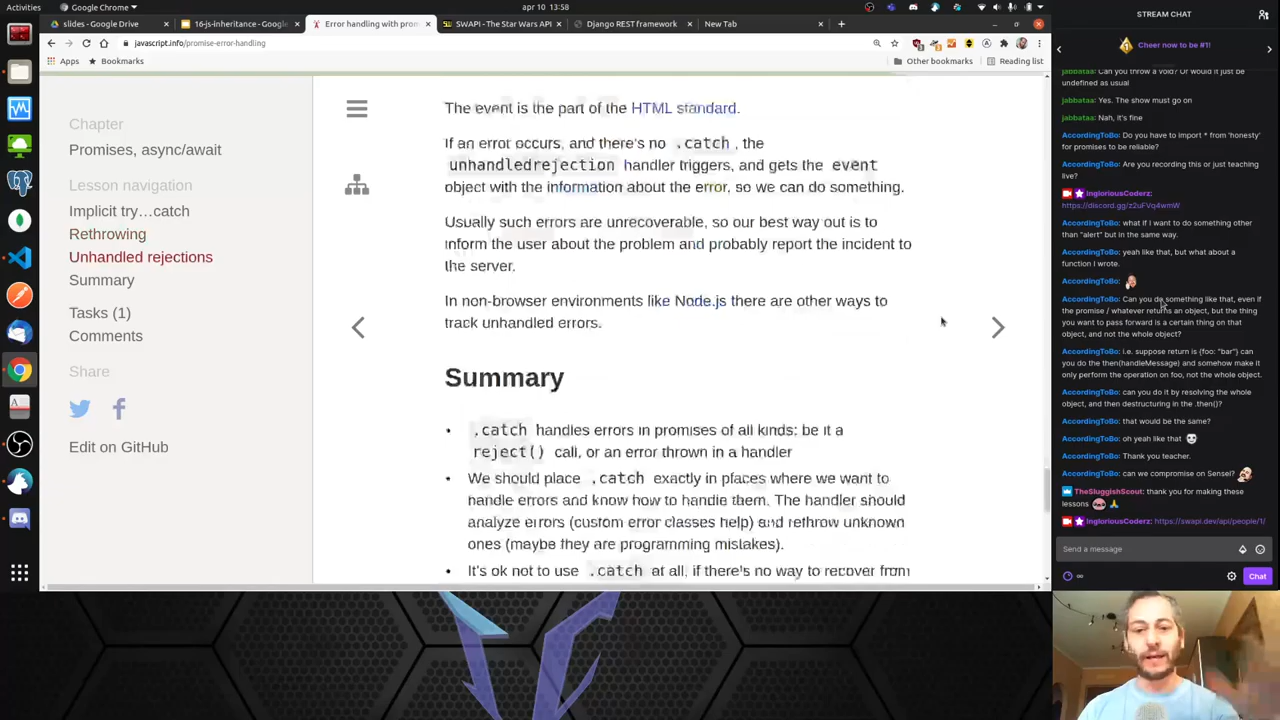 Activities
Google Chrome
apr 10 13:58
slides - Google Drive
16-js-inheritance - Google
Error handling with prom
SWAPI - The Star Wars API
Django REST framework
New Tab
javascript.info/promise-error-handling
Apps
Bookmarks
Other bookmarks
Reading list
Chapter
Promises, async/await
Lesson navigation
Implicit try…catch
Rethrowing
Unhandled rejections
Summary
Tasks (1)
Comments
Share
Edit on GitHub
The event is the part of the HTML standard.
If an error occurs, and there's no .catch , the
unhandledrejection handler triggers, and gets the event
object with the information about the error, so we can do something.
Usually such errors are unrecoverable, so our best way out is to
inform the user about the problem and probably report the incident to
the server.
In non-browser environments like Node.js there are other ways to
track unhandled errors.
Summary
.catch handles errors in promises of all kinds: be it a
reject() call, or an error thrown in a handler
We should place .catch exactly in places where we want to
handle errors and know how to handle them. The handler should
analyze errors (custom error classes help) and rethrow unknown
ones (maybe they are programming mistakes).
It's ok not to use .catch at all, if there's no way to recover from
STREAM CHAT
Cheer now to be #1!
jabbataa: Can you throw a void? Or would it just be
undefined as usual
jabbataa: Yes. The show must go on
jabbataa: Nah, it's fine
AccordingToBo: Do you have to import * from 'honesty'
for promises to be reliable?
AccordingToBo: Are you recording this or just teaching
live?
IngloriousCoderz:
https://discord.gg/z2uFVq4wmW
AccordingToBo: what if I want to do something other
than "alert" but in the same way.
AccordingToBo: yeah like that, but what about a
function I wrote.
AccordingToBo:
AccordingToBo: Can you do something like that, even if
the promise / whatever returns an object, but the thing
you want to pass forward is a certain thing on that
object, and not the whole object?
AccordingToBo: i.e. suppose return is {foo: "bar"} can
you do the then(handleMessage) and somehow make it
only perform the operation on foo, not the whole object.
AccordingToBo: can you do it by resolving the whole
object, and then destructuring in the .then()?
AccordingToBo: that would be the same?
AccordingToBo: oh yeah like that
AccordingToBo: Thank you teacher.
AccordingToBo: can we compromise on Sensei?
TheSluggishScout: thank you for making these
lessons
IngloriousCoderz: https://swapi.dev/api/people/1/
Send a message
Chat